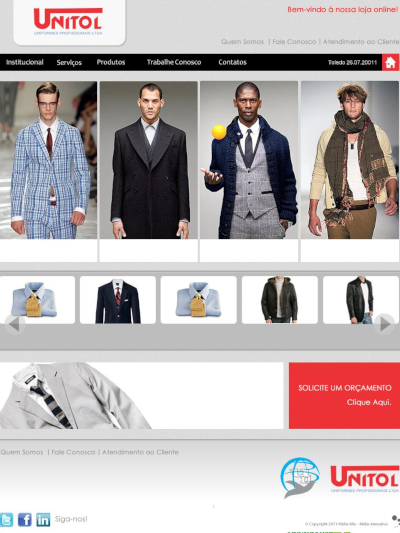 UNITOL
UNIFORMES PROFISSIONAIS LTDA
Bem-vindo à nossa loja online!
Quem Somos | Fale Conosco | Atendimento ao Cliente
Institucional Serviços Produtos Trabalhe Conosco Contatos Toledo 26.07.20011
SOLICITE UM ORÇAMENTO
Clique Aqui.
Quem Somos | Fale Conosco | Atendimento ao Cliente
UNITOL
UNIFORMES PROFISSIONAIS LTDA
Siga-nos!
© Copyright 2011